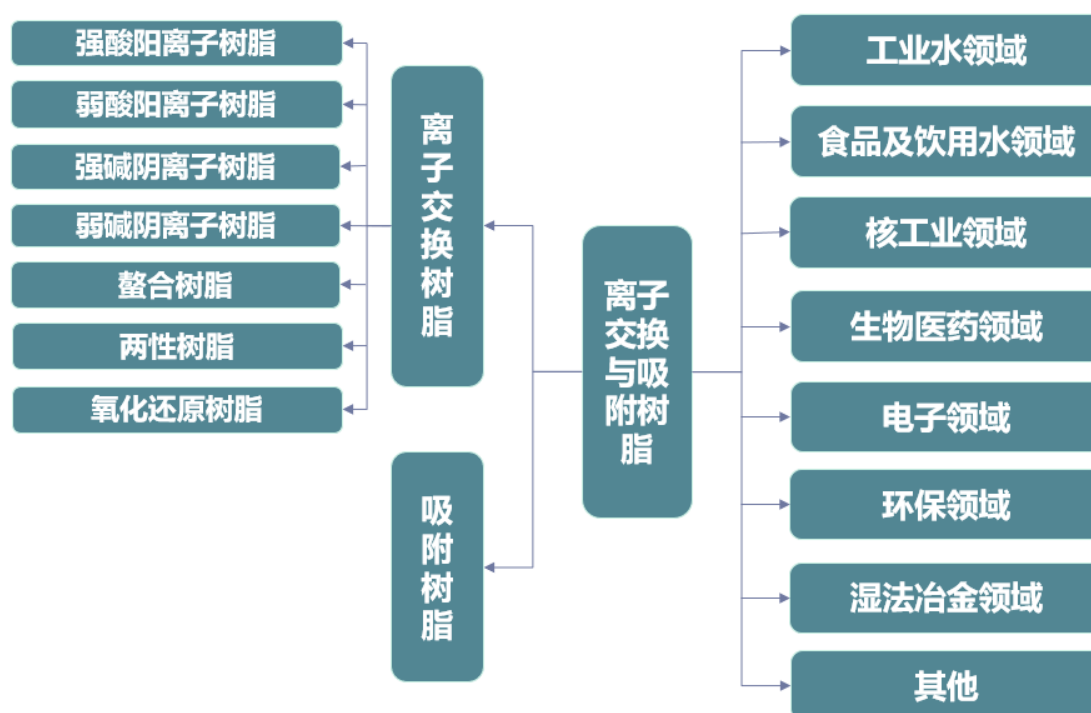 强酸阳离子树脂
弱酸阳离子树脂
强碱阴离子树脂
弱碱阴离子树脂
螯合树脂
两性树脂
氧化还原树脂
离子交换树脂
吸附树脂
离子
交换
与吸
附树
脂
工业水领域
食品及饮用水领域
核工业领域
生物医药领域
电子领域
环保领域
湿法冶金领域
其他